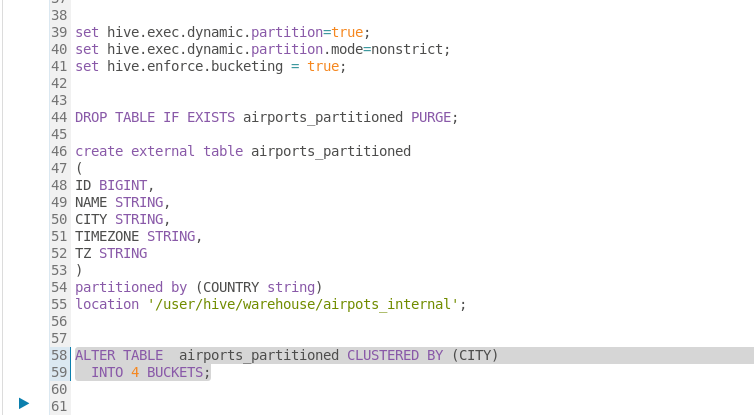 37
38
39 set hive.exec.dynamic.partition=true;
40 set hive.exec.dynamic.partition.mode=nonstrict;
41 set hive.enforce.bucketing = true;
42
43
44 DROP TABLE IF EXISTS airports_partitioned PURGE;
45
46 create external table airports_partitioned
47 (
48 ID BIGINT,
49 NAME STRING,
50 CITY STRING,
51 TIMEZONE STRING,
52 TZ STRING
53 )
54 partitioned by (COUNTRY string)
55 location '/user/hive/warehouse/airpots_internal';
56
57
58 ALTER TABLE  airports_partitioned CLUSTERED BY (CITY)
59   INTO 4 BUCKETS;
60
61